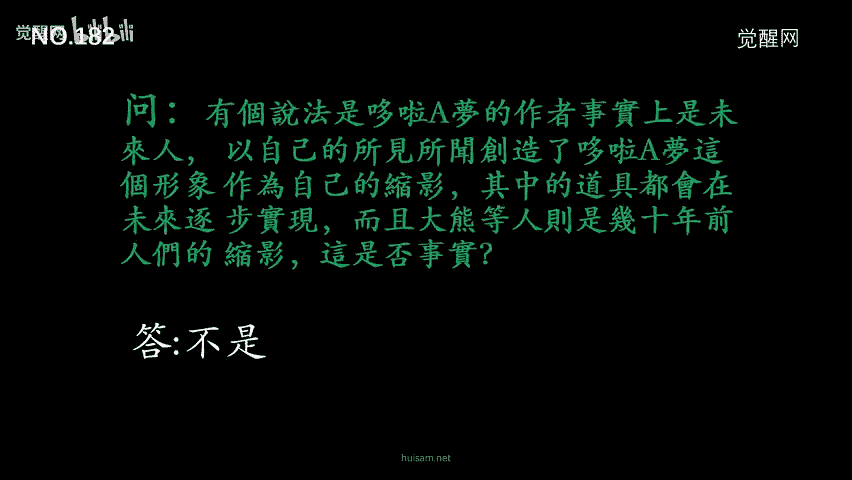 觉醒网 bilibili
NO.182
觉醒网
问：有個說法是哆啦A夢的作者事實上是未
來人， 以自己的所見所聞創造了哆啦A夢這
個形象 作為自己的縮影，其中的道具都會在
未來逐 步實現，而且大熊等人則是幾十年前
人們的 縮影，這是否事實?
答:不是
huisam.net